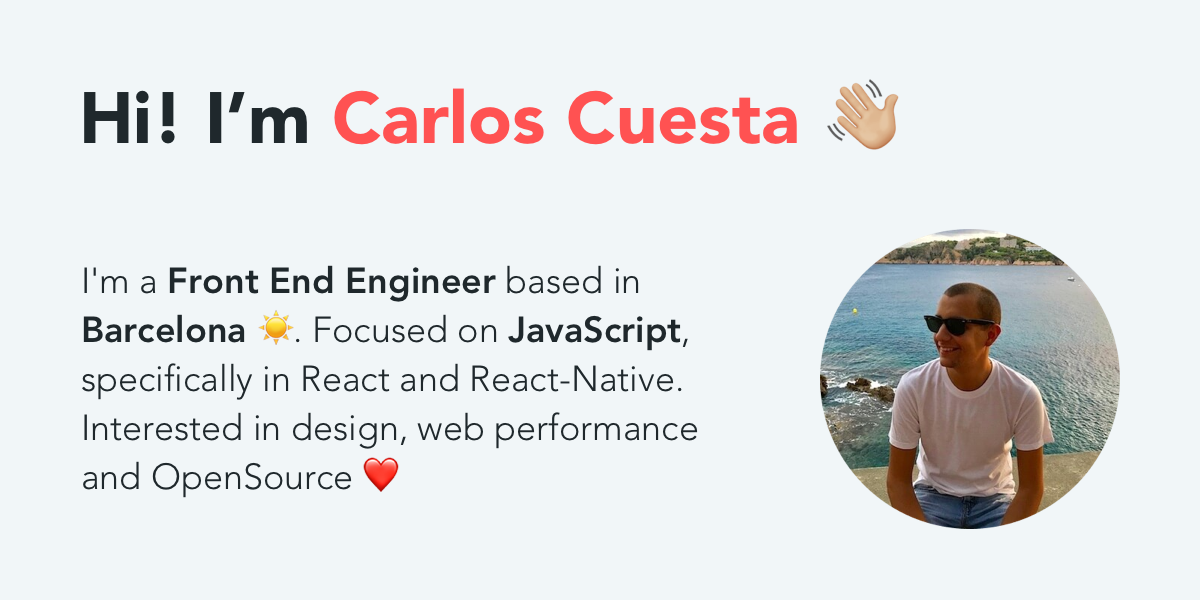 Hi! I’m Carlos Cuesta 👋🏼
I'm a Front End Engineer based in
Barcelona ☀️. Focused on JavaScript,
specifically in React and React-Native.
Interested in design, web performance
and OpenSource ❤️